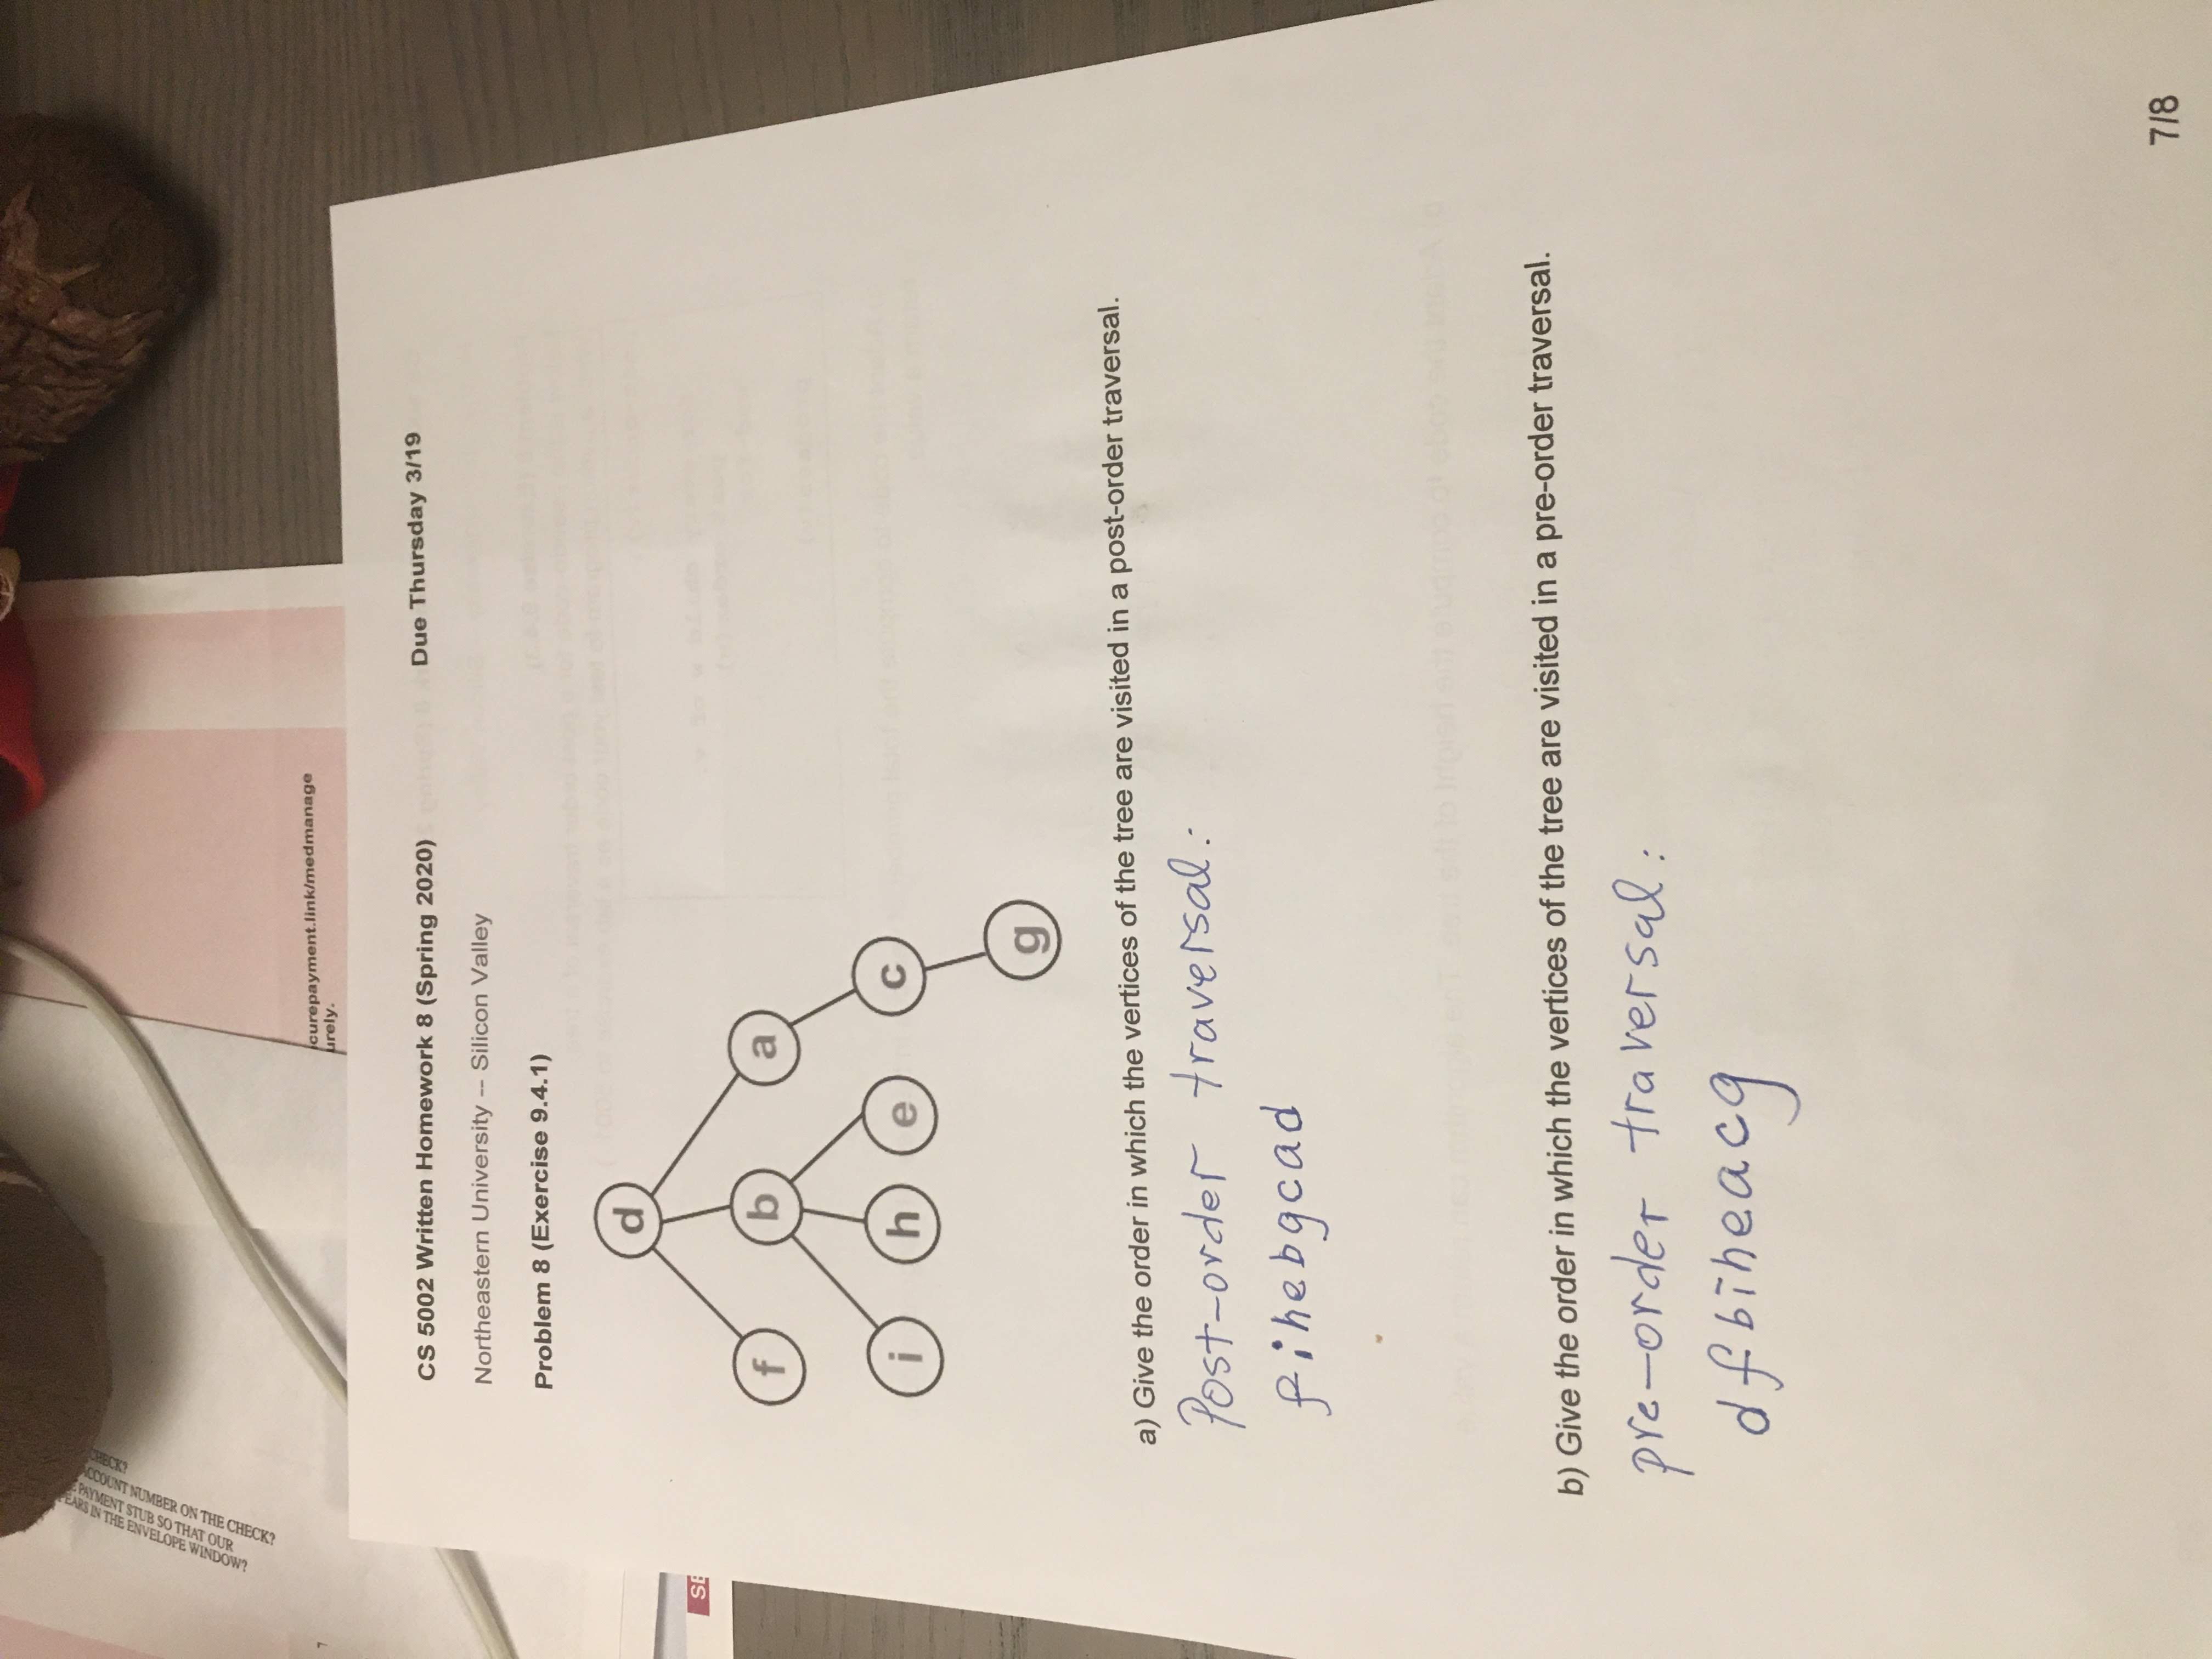 CS 5002 Written Homework 8 (Spring 2020) Due Thursday 3/19
Northeastern University -- Silicon Valley
Problem 8 (Exercise 9.4.1)
d
f b a
i h e c
g
a) Give the order in which the vertices of the tree are visited in a post-order traversal.
Post-order traversal:
fihebgcad
b) Give the order in which the vertices of the tree are visited in a pre-order traversal.
pre-order traversal:
dfbiheacg
7/8
icurepayment.link/medmanage
urely.
CHECK?
ACCOUNT NUMBER ON THE CHECK?
PAYMENT STUB SO THAT OUR
PEARS IN THE ENVELOPE WINDOW?